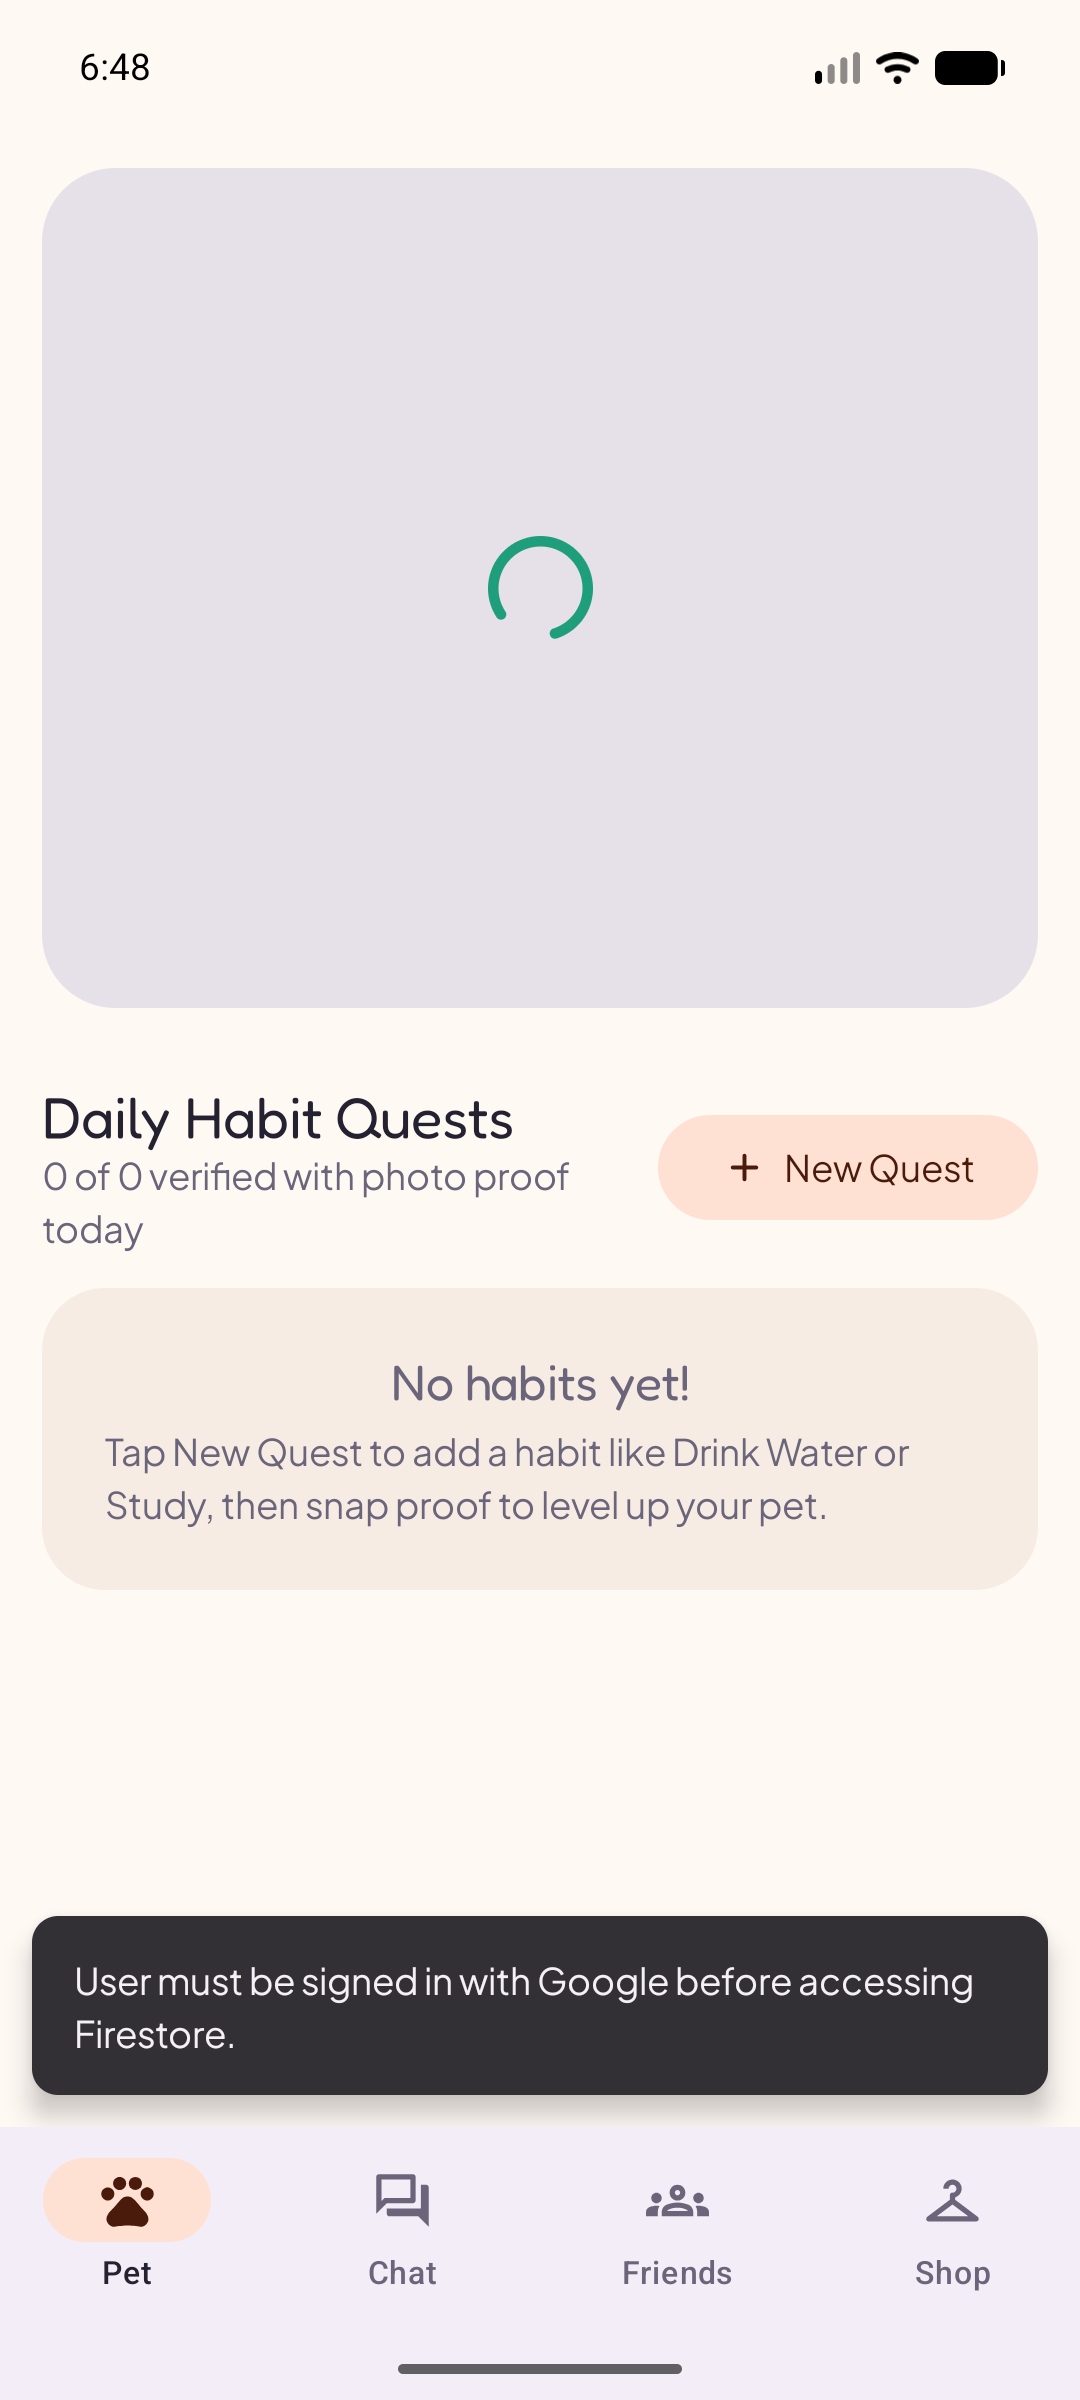 6:48
Daily Habit Quests
0 of 0 verified with photo proof
today
New Quest
No habits yet!
Tap New Quest to add a habit like Drink Water or
Study, then snap proof to level up your pet.
User must be signed in with Google before accessing
Firestore.
Pet
Chat
Friends
Shop